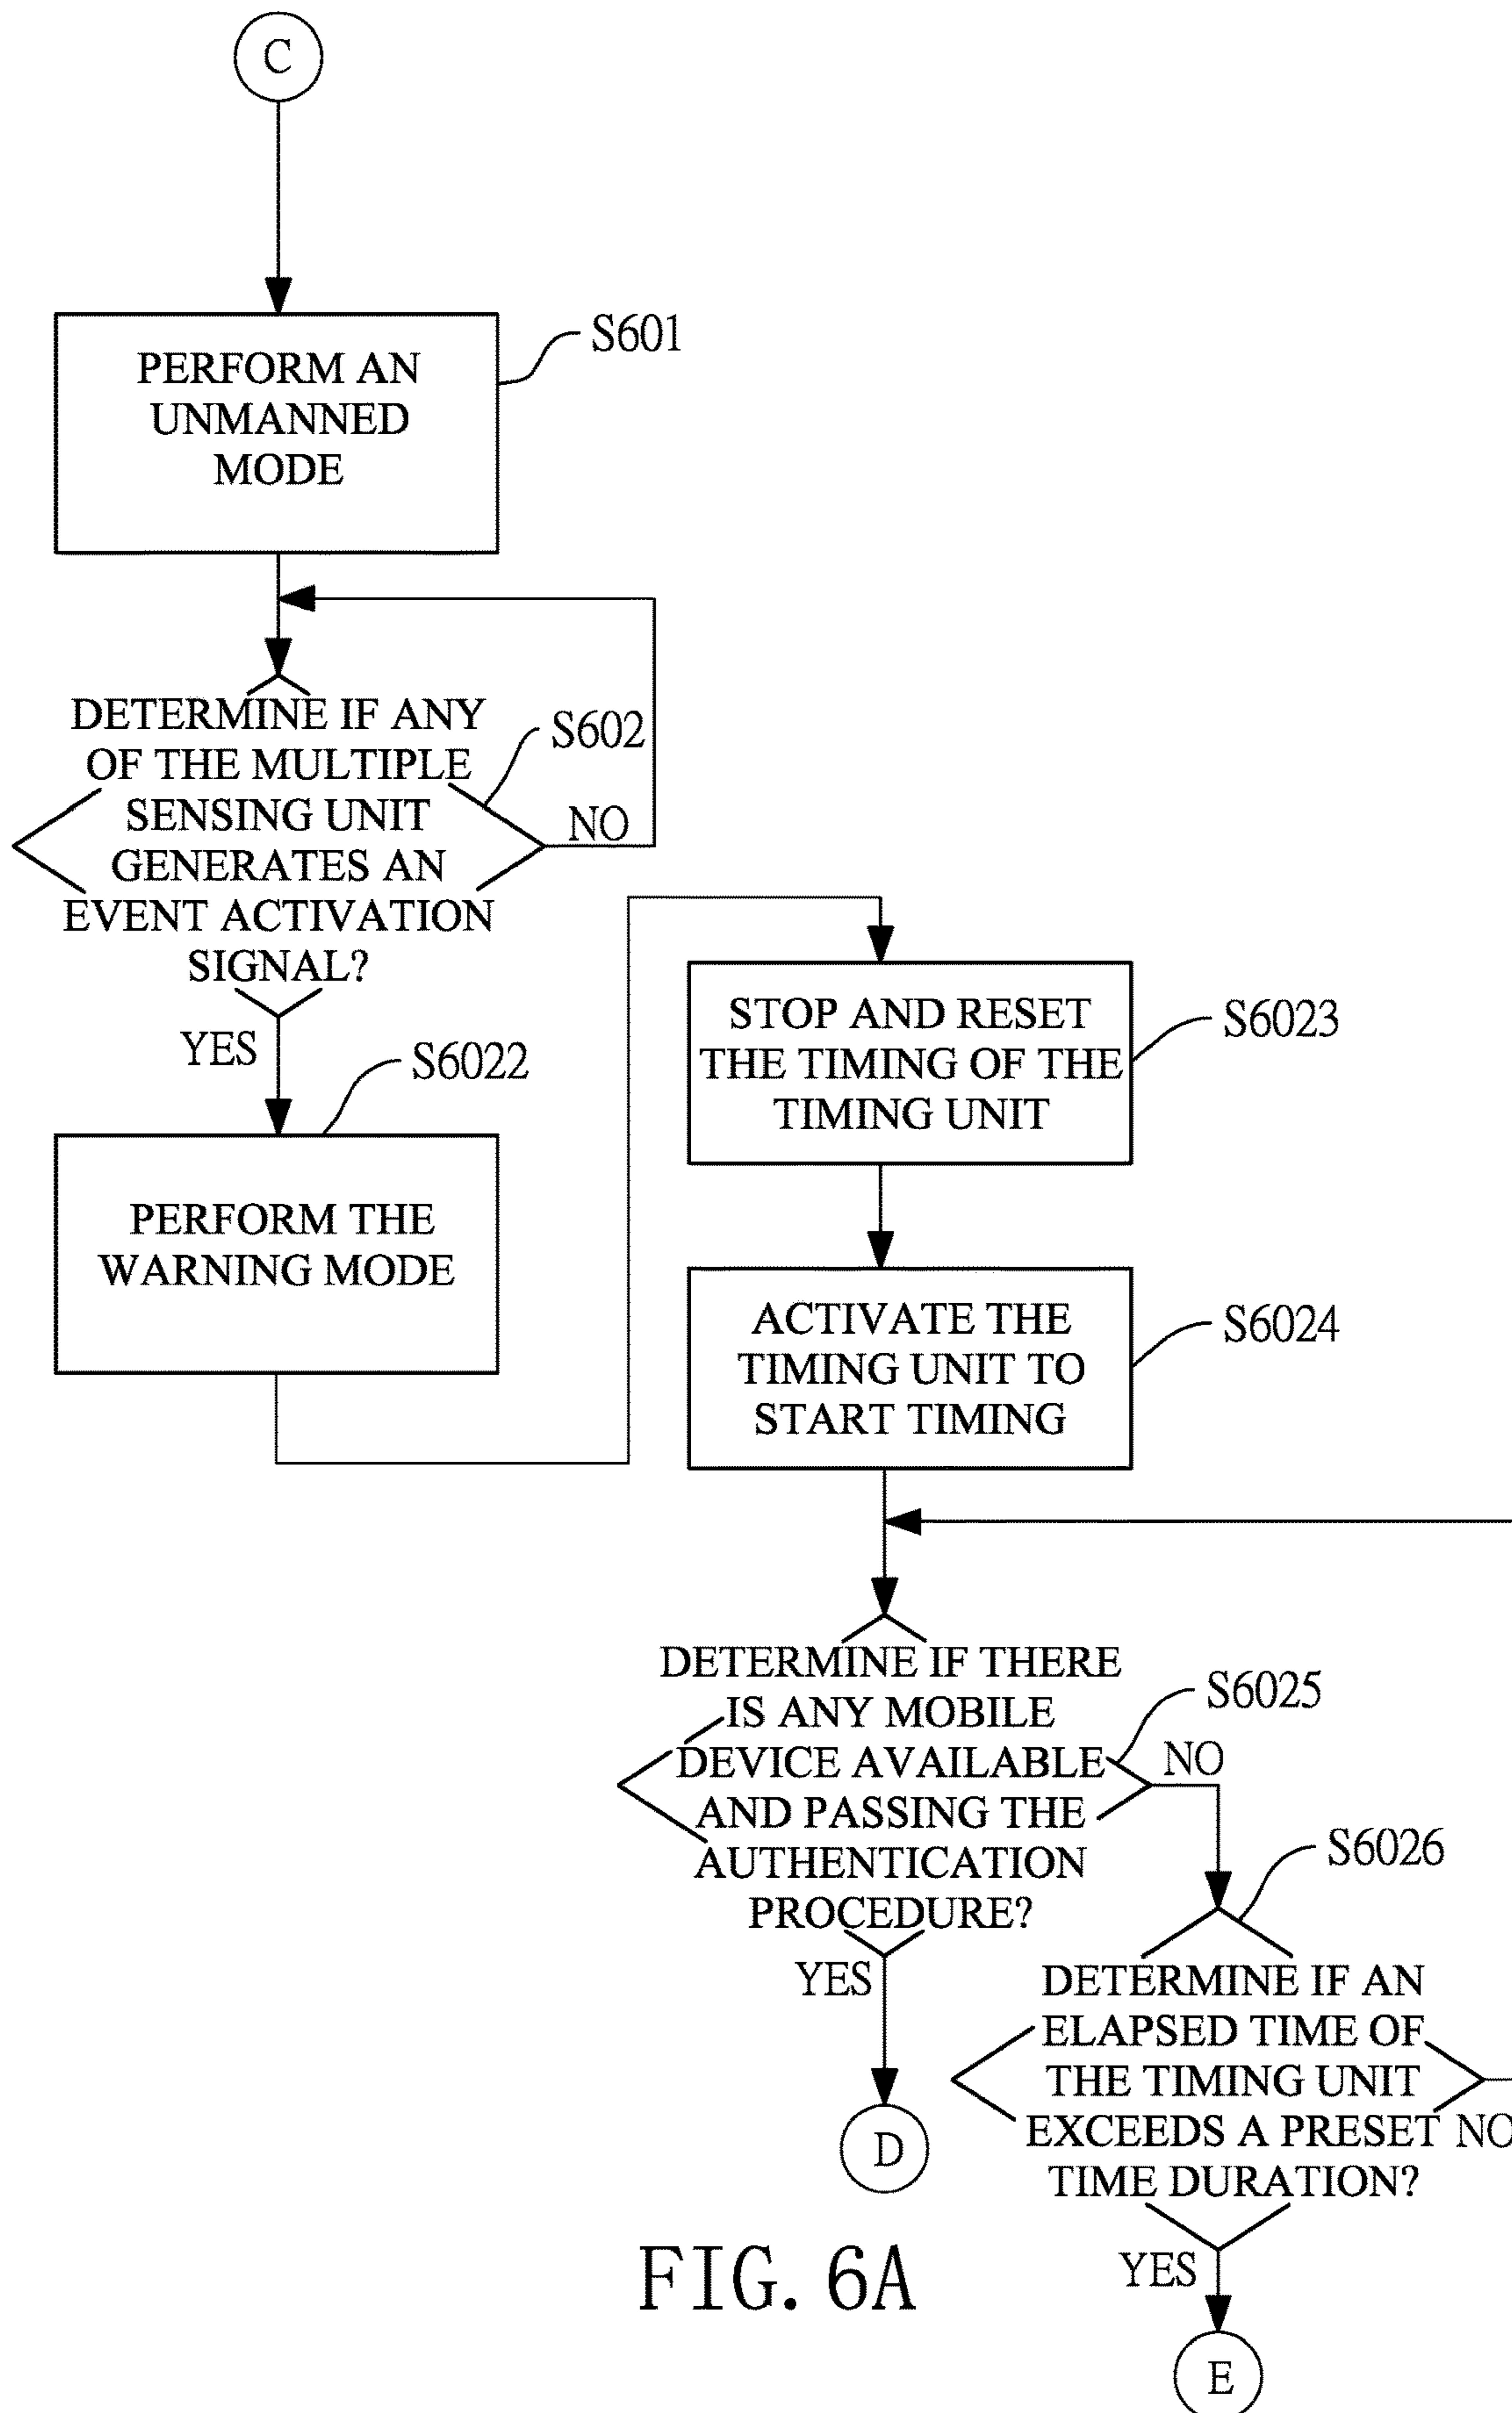 C
PERFORM AN
UNMANNED
MODE
S601
DETERMINE IF ANY
OF THE MULTIPLE
SENSING UNIT
GENERATES AN
EVENT ACTIVATION
SIGNAL?
S602
NO
YES
S6022
PERFORM THE
WARNING MODE
STOP AND RESET
THE TIMING OF THE
TIMING UNIT
S6023
ACTIVATE THE
TIMING UNIT TO
START TIMING
S6024
DETERMINE IF THERE
IS ANY MOBILE
DEVICE AVAILABLE
AND PASSING THE
AUTHENTICATION
PROCEDURE?
S6025
NO
YES
D
S6026
DETERMINE IF AN
ELAPSED TIME OF
THE TIMING UNIT
EXCEEDS A PRESET
TIME DURATION?
NO
YES
E
FIG. 6A